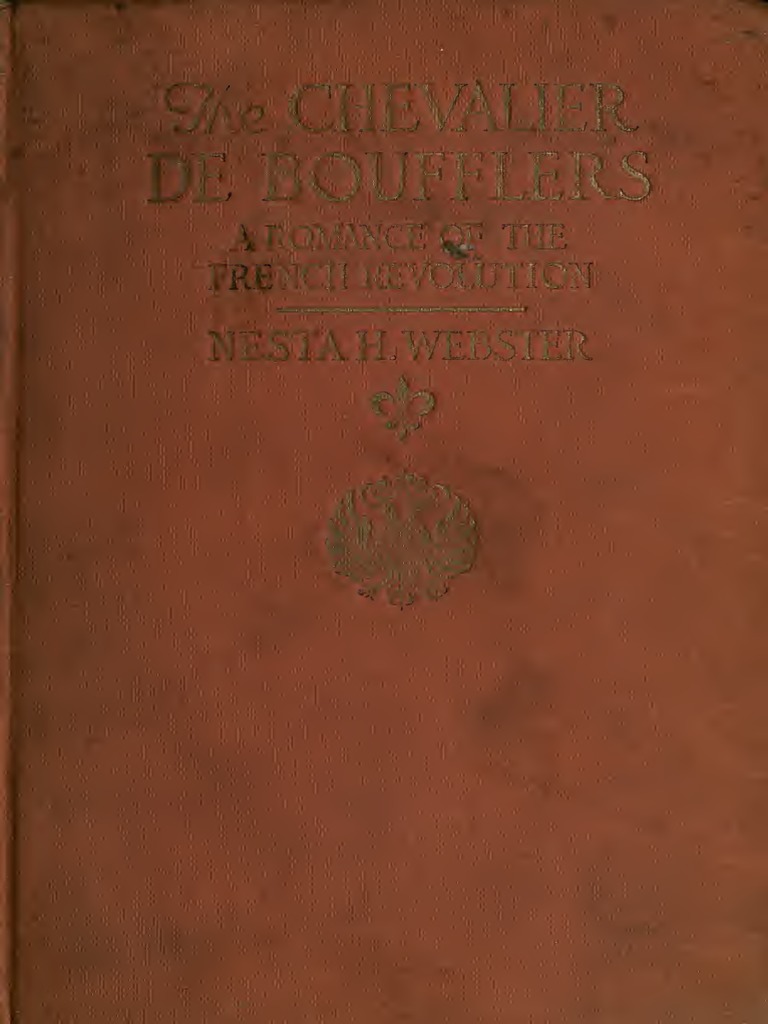 The CHEVALIER
DE BOUFFLERS
A ROMANCE OF THE
FRENCH REVOLUTION
NESTA H. WEBSTER